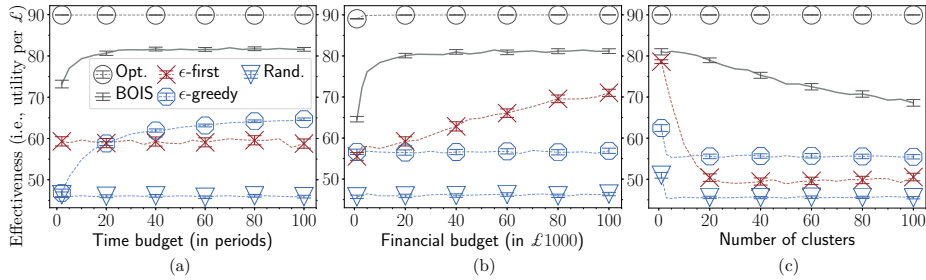 Effectiveness (i.e., utility per £)
90
80
70
60
50
Opt.
BOIS
ϵ-first
ϵ-greedy
Rand.
0 20 40 60 80 100
Time budget (in periods)
(a)
90
80
70
60
50
0 20 40 60 80 100
Financial budget (in £1000)
(b)
90
80
70
60
50
0 20 40 60 80 100
Number of clusters
(c)